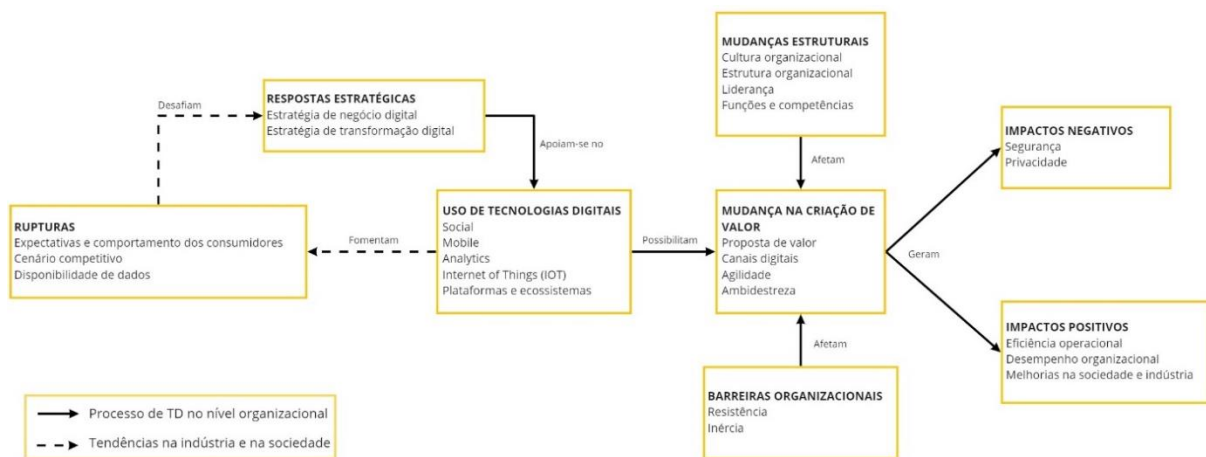 MUDANÇAS ESTRUTURAIS
Cultura organizacional
Estrutura organizacional
Liderança
Funções e competências
RESPOSTAS ESTRATÉGICAS
Estratégia de negócio digital
Estratégia de transformação digital
Desafiam
Apoiam-se no
Afetam
IMPACTOS NEGATIVOS
Segurança
Privacidade
RUPTURAS
Expectativas e comportamento dos consumidores
Cenário competitivo
Disponibilidade de dados
Fomentam
USO DE TECNOLOGIAS DIGITAIS
Social
Mobile
Analytics
Internet of Things (IOT)
Plataformas e ecossistemas
Possibilitam
MUDANÇA NA CRIAÇÃO DE
VALOR
Proposta de valor
Canais digitais
Agilidade
Ambidestreza
Geram
IMPACTOS POSITIVOS
Eficiência operacional
Desempenho organizacional
Melhorias na sociedade e indústria
Afetam
BARREIRAS ORGANIZACIONAIS
Resistência
Inércia
Processo de TD no nível organizacional
Tendências na indústria e na sociedade